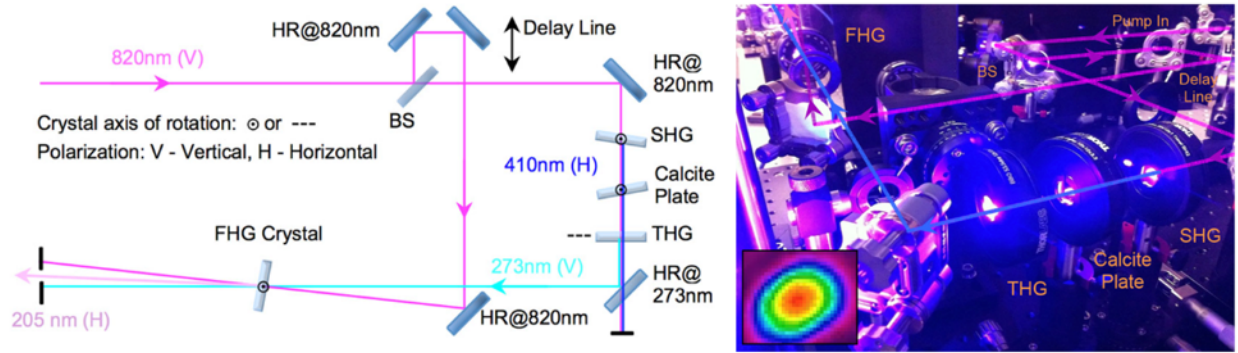 HR@820nm
Delay Line
820nm (V)
HR@
820nm
BS
Crystal axis of rotation: ⊙ or ---
Polarization: V - Vertical, H - Horizontal
SHG
410nm (H)
Calcite
Plate
FHG Crystal
---
THG
273nm (V)
HR@
273nm
205 nm (H)
HR@820nm
FHG
Pump In
BS
Delay
Line
SHG
Calcite
Plate
THG